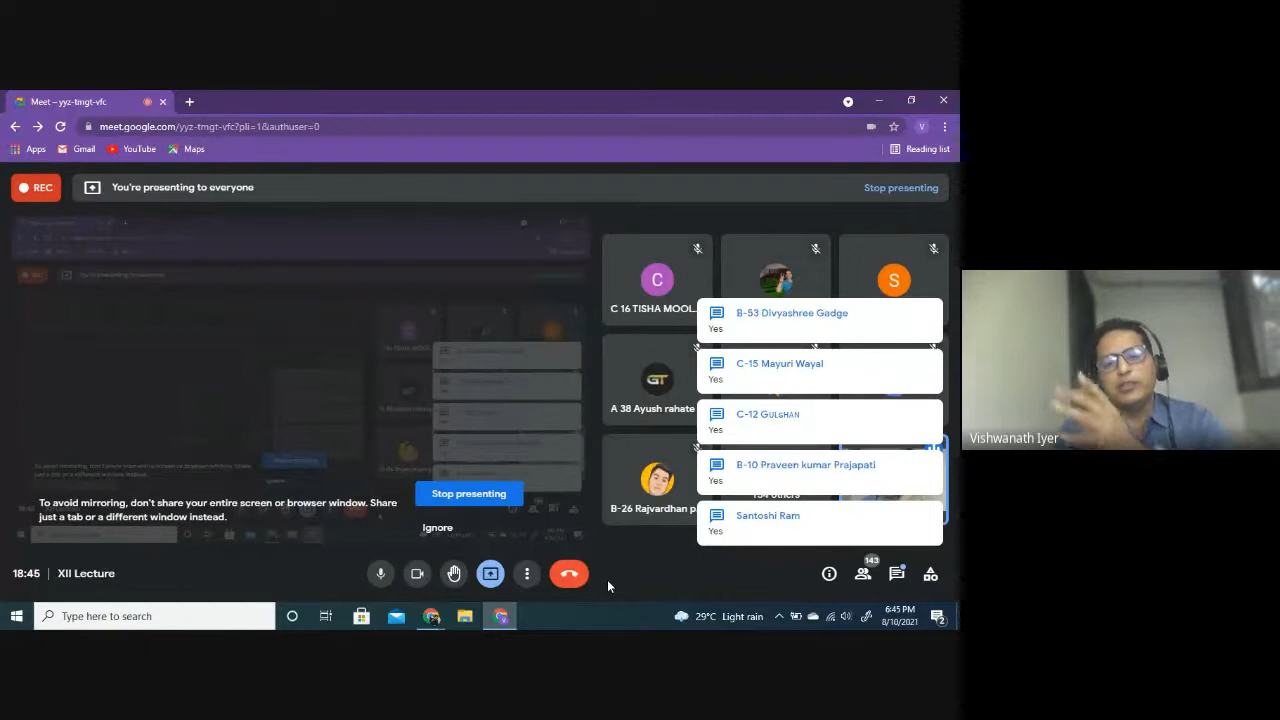 Meet – yyz-tmgt-vfc
meet.google.com/yyz-tmgt-vfc?pli=1&authuser=0
V
Apps
Gmail
YouTube
Maps
Reading list
REC
You're presenting to everyone
Stop presenting
C
S
C 16 TISHA MOOL...
B-53 Divyashree Gadge
Yes
C-15 Mayuri Wayal
Yes
GT
A 38 Ayush rahate
C-12 GULSHAN
Yes
Vishwanath Iyer
B-10 Praveen kumar Prajapati
Yes
B-26 Rajvardhan p...
Santoshi Ram
Yes
To avoid mirroring, don't share your entire screen or browser window. Share
just a tab or a different window instead.
Stop presenting
Ignore
18:45 | XII Lecture
143
Type here to search
29°C Light rain
6:45 PM
8/10/2021
2